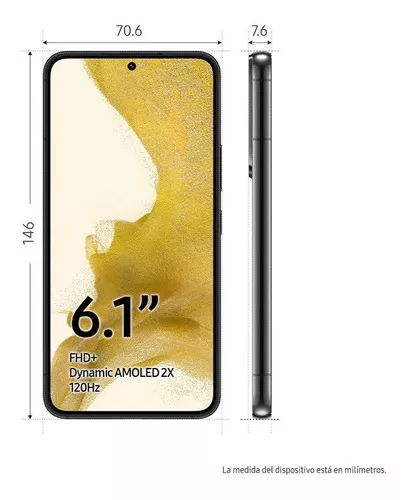 70.6
7.6
146
6.1”
FHD+
Dynamic AMOLED 2X
120Hz
La medida del dispositivo está en milímetros.